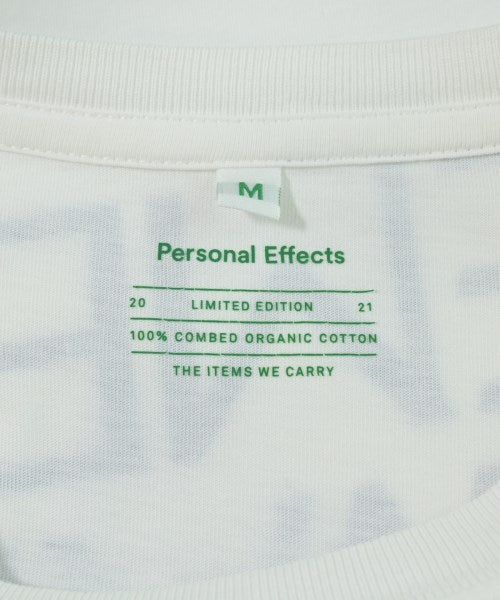 M
Personal Effects
20 LIMITED EDITION 21
100% COMBED ORGANIC COTTON
THE ITEMS WE CARRY